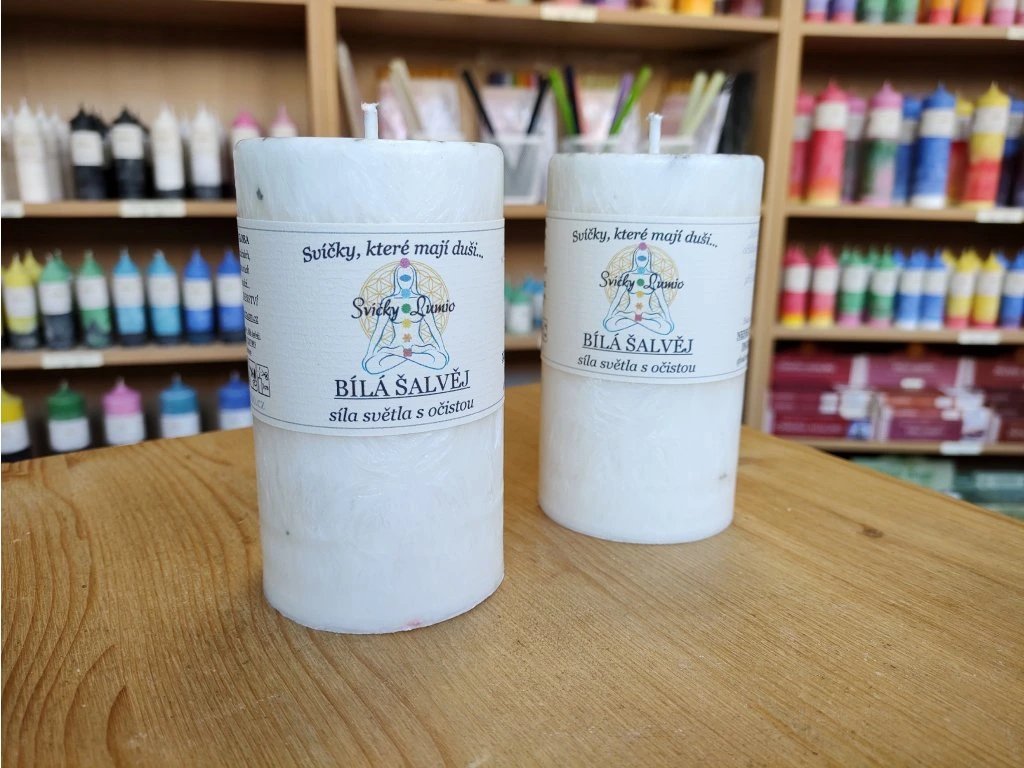 Svíčky, které mají duši...
Svíčky Lumio
BÍLÁ ŠALVĚJ
síla světla s očistou
Svíčky, které mají duši...
Svíčky Lumio
BÍLÁ ŠALVĚJ
síla světla s očistou